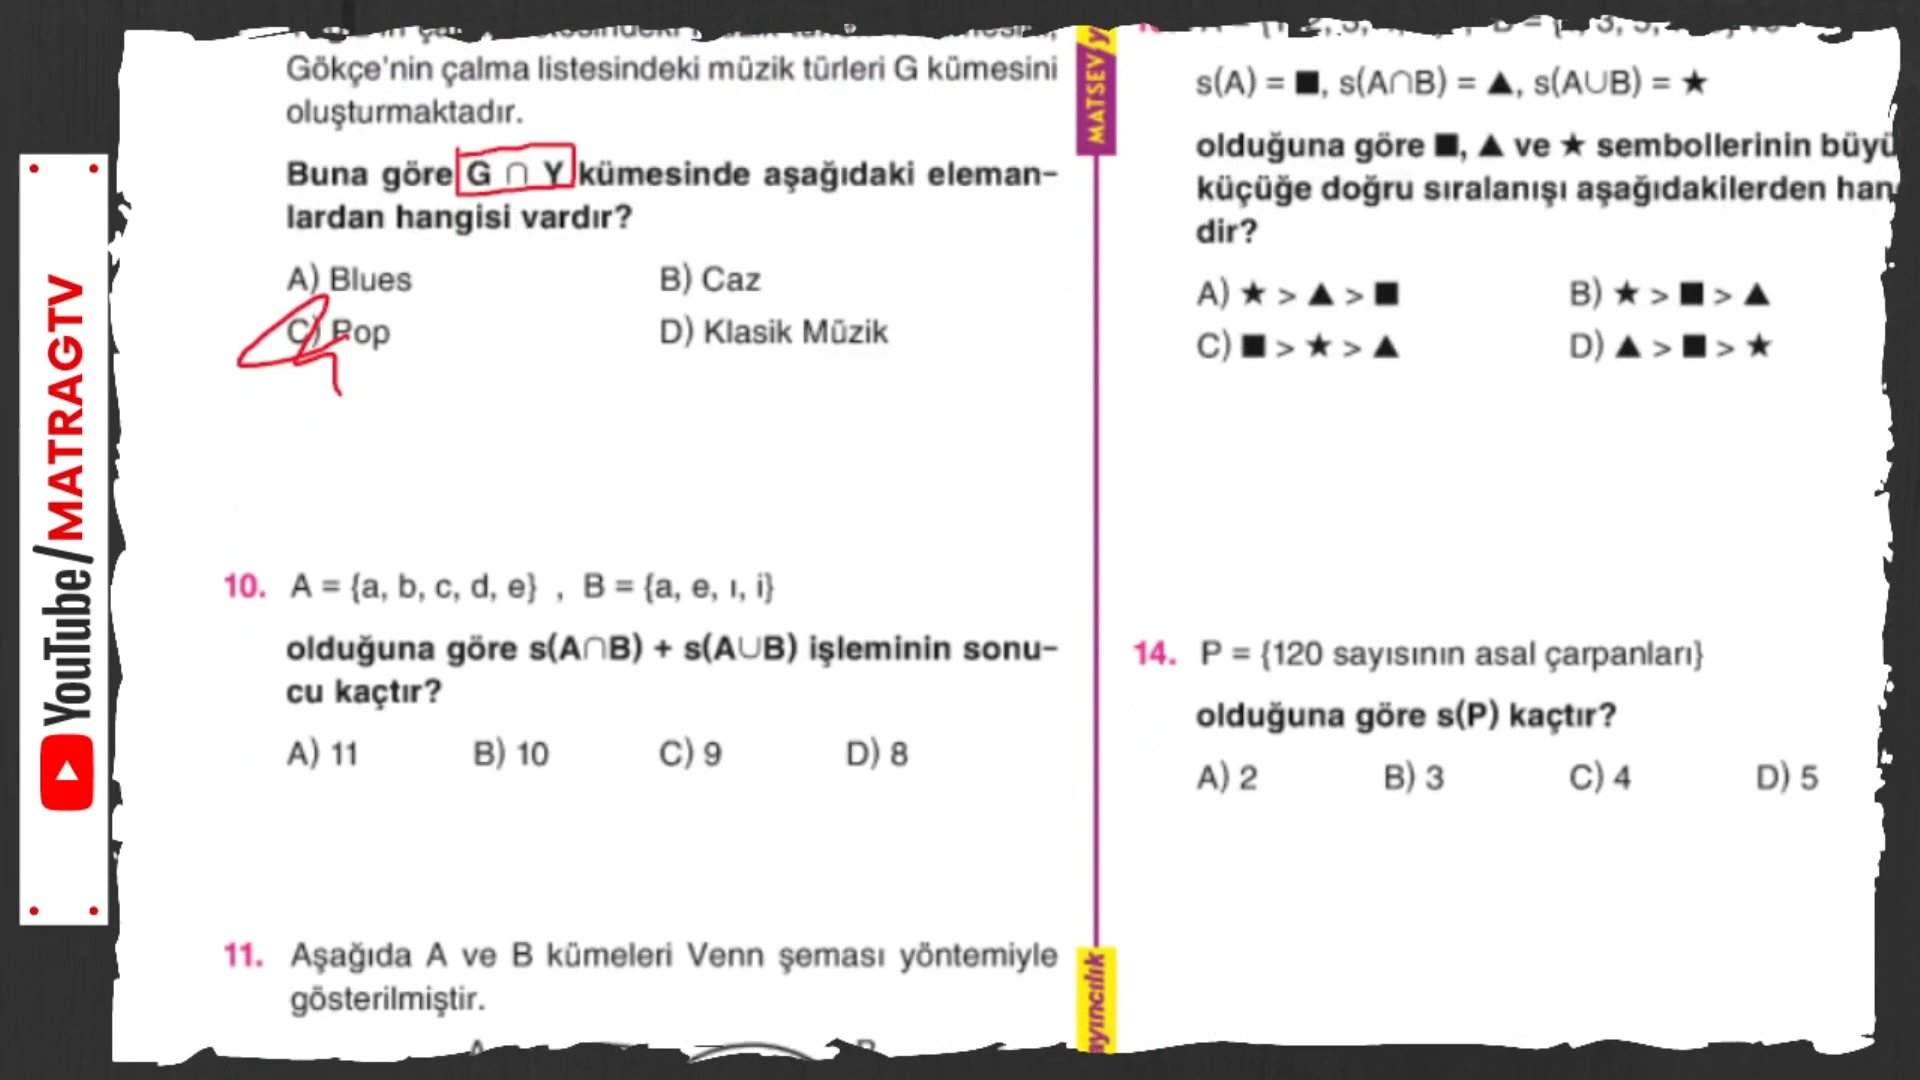 Gökçe'nin çalma listesindeki müzik türleri G kümesini
oluşturmaktadır.
Buna göre G ∩ Y kümesinde aşağıdaki eleman-
lardan hangisi vardır?
A) Blues
B) Caz
C) Pop
D) Klasik Müzik
10. A = {a, b, c, d, e} , B = {a, e, ı, i}
olduğuna göre s(A∩B) + s(A∪B) işleminin sonu-
cu kaçtır?
A) 11
B) 10
C) 9
D) 8
11. Aşağıda A ve B kümeleri Venn şeması yöntemiyle
gösterilmiştir.
s(A) = ■, s(A∩B) = ▲, s(A∪B) = ★
olduğuna göre ■, ▲ ve ★ sembollerinin büyü
küçüğe doğru sıralanışı aşağıdakilerden han
dir?
A) ★ > ▲ > ■
B) ★ > ■ > ▲
C) ■ > ★ > ▲
D) ▲ > ■ > ★
14. P = {120 sayısının asal çarpanları}
olduğuna göre s(P) kaçtır?
A) 2
B) 3
C) 4
D) 5
MATSEV y
ayıncılık
YouTube/MATRAGTV